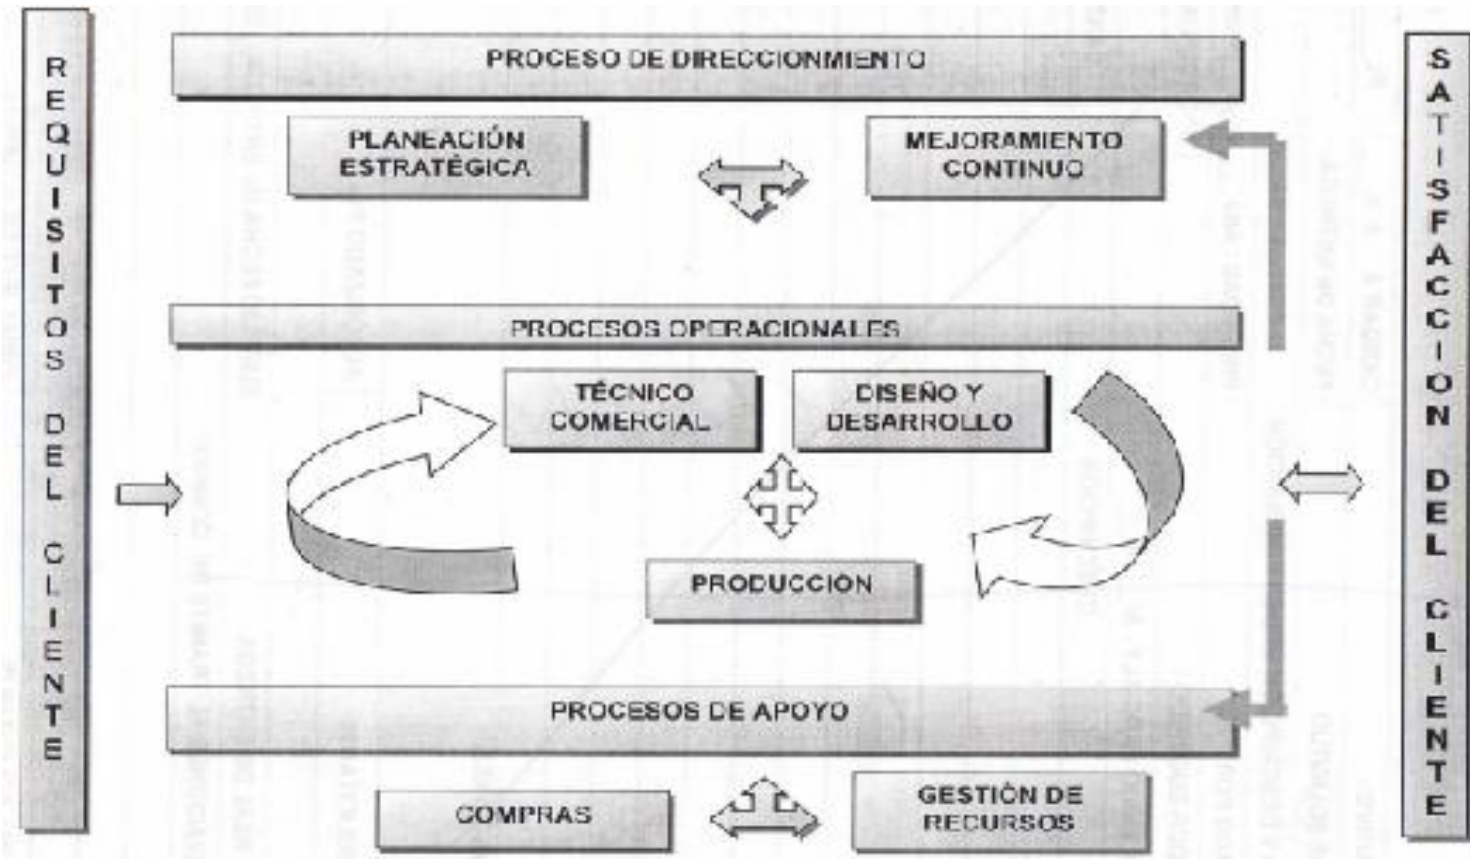 REQUISITOS DEL CLIENTE
PROCESO DE DIRECCIONMIENTO
PLANEACIÓN
ESTRATÉGICA
MEJORAMIENTO
CONTINUO
PROCESOS OPERACIONALES
TÉCNICO
COMERCIAL
DISEÑO Y
DESARROLLO
PRODUCCIÓN
PROCESOS DE APOYO
COMPRAS
GESTIÓN DE
RECURSOS
SATISFACCION DEL CLIENTE